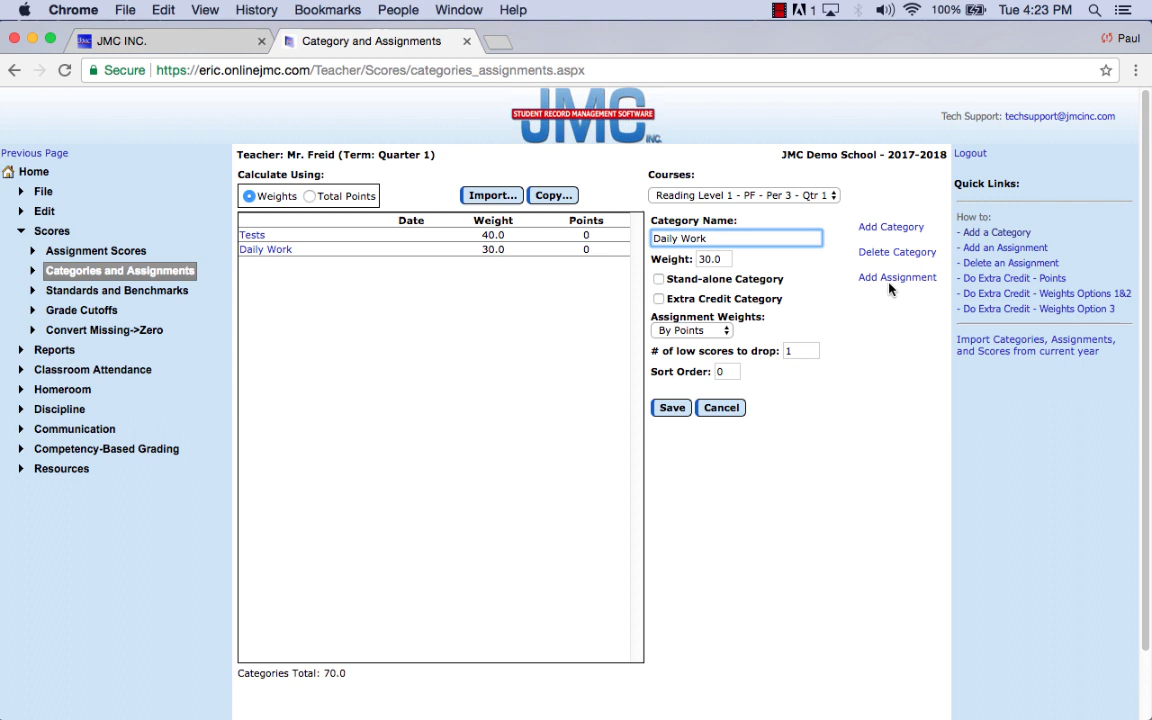 Chrome File Edit View History Bookmarks People Window Help
1 100% Tue 4:23 PM
JMC INC. Category and Assignments Paul
Secure https://eric.onlinejmc.com/Teacher/Scores/categories_assignments.aspx
JMC INC.
STUDENT RECORD MANAGEMENT SOFTWARE
Tech Support: techsupport@jmcinc.com
Previous Page
Home
File
Edit
Scores
Assignment Scores
Categories and Assignments
Standards and Benchmarks
Grade Cutoffs
Convert Missing->Zero
Reports
Classroom Attendance
Homeroom
Discipline
Communication
Competency-Based Grading
Resources
Teacher: Mr. Freid (Term: Quarter 1)
JMC Demo School - 2017-2018
Calculate Using:
Weights Total Points
Import... Copy...
Date Weight Points
Tests 40.0 0
Daily Work 30.0 0
Categories Total: 70.0
Courses:
Reading Level 1 - PF - Per 3 - Qtr 1
Category Name:
Daily Work
Weight: 30.0
Stand-alone Category
Extra Credit Category
Assignment Weights:
By Points
# of low scores to drop: 1
Sort Order: 0
Save Cancel
Add Category
Delete Category
Add Assignment
Logout
Quick Links:
How to:
- Add a Category
- Add an Assignment
- Delete an Assignment
- Do Extra Credit - Points
- Do Extra Credit - Weights Options 1&2
- Do Extra Credit - Weights Option 3
Import Categories, Assignments,
and Scores from current year